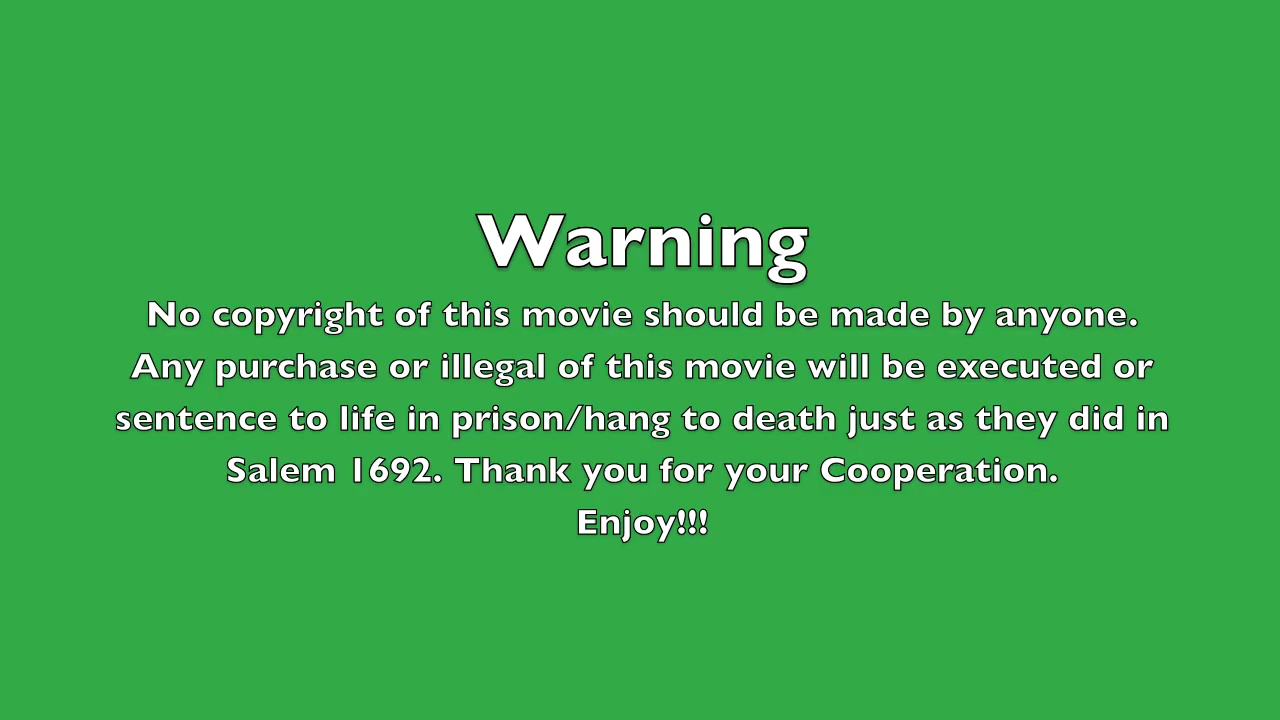 Warning
No copyright of this movie should be made by anyone.
Any purchase or illegal of this movie will be executed or
sentence to life in prison/hang to death just as they did in
Salem 1692. Thank you for your Cooperation.
Enjoy!!!